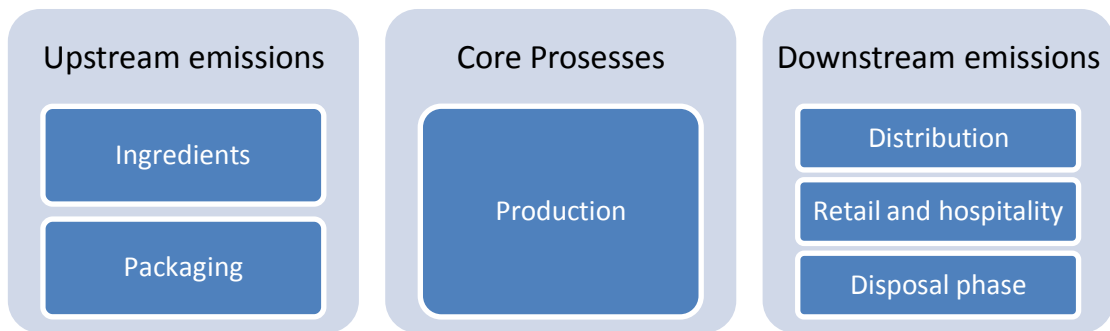 Upstream emissions
Ingredients
Packaging
Core Prosesses
Production
Downstream emissions
Distribution
Retail and hospitality
Disposal phase